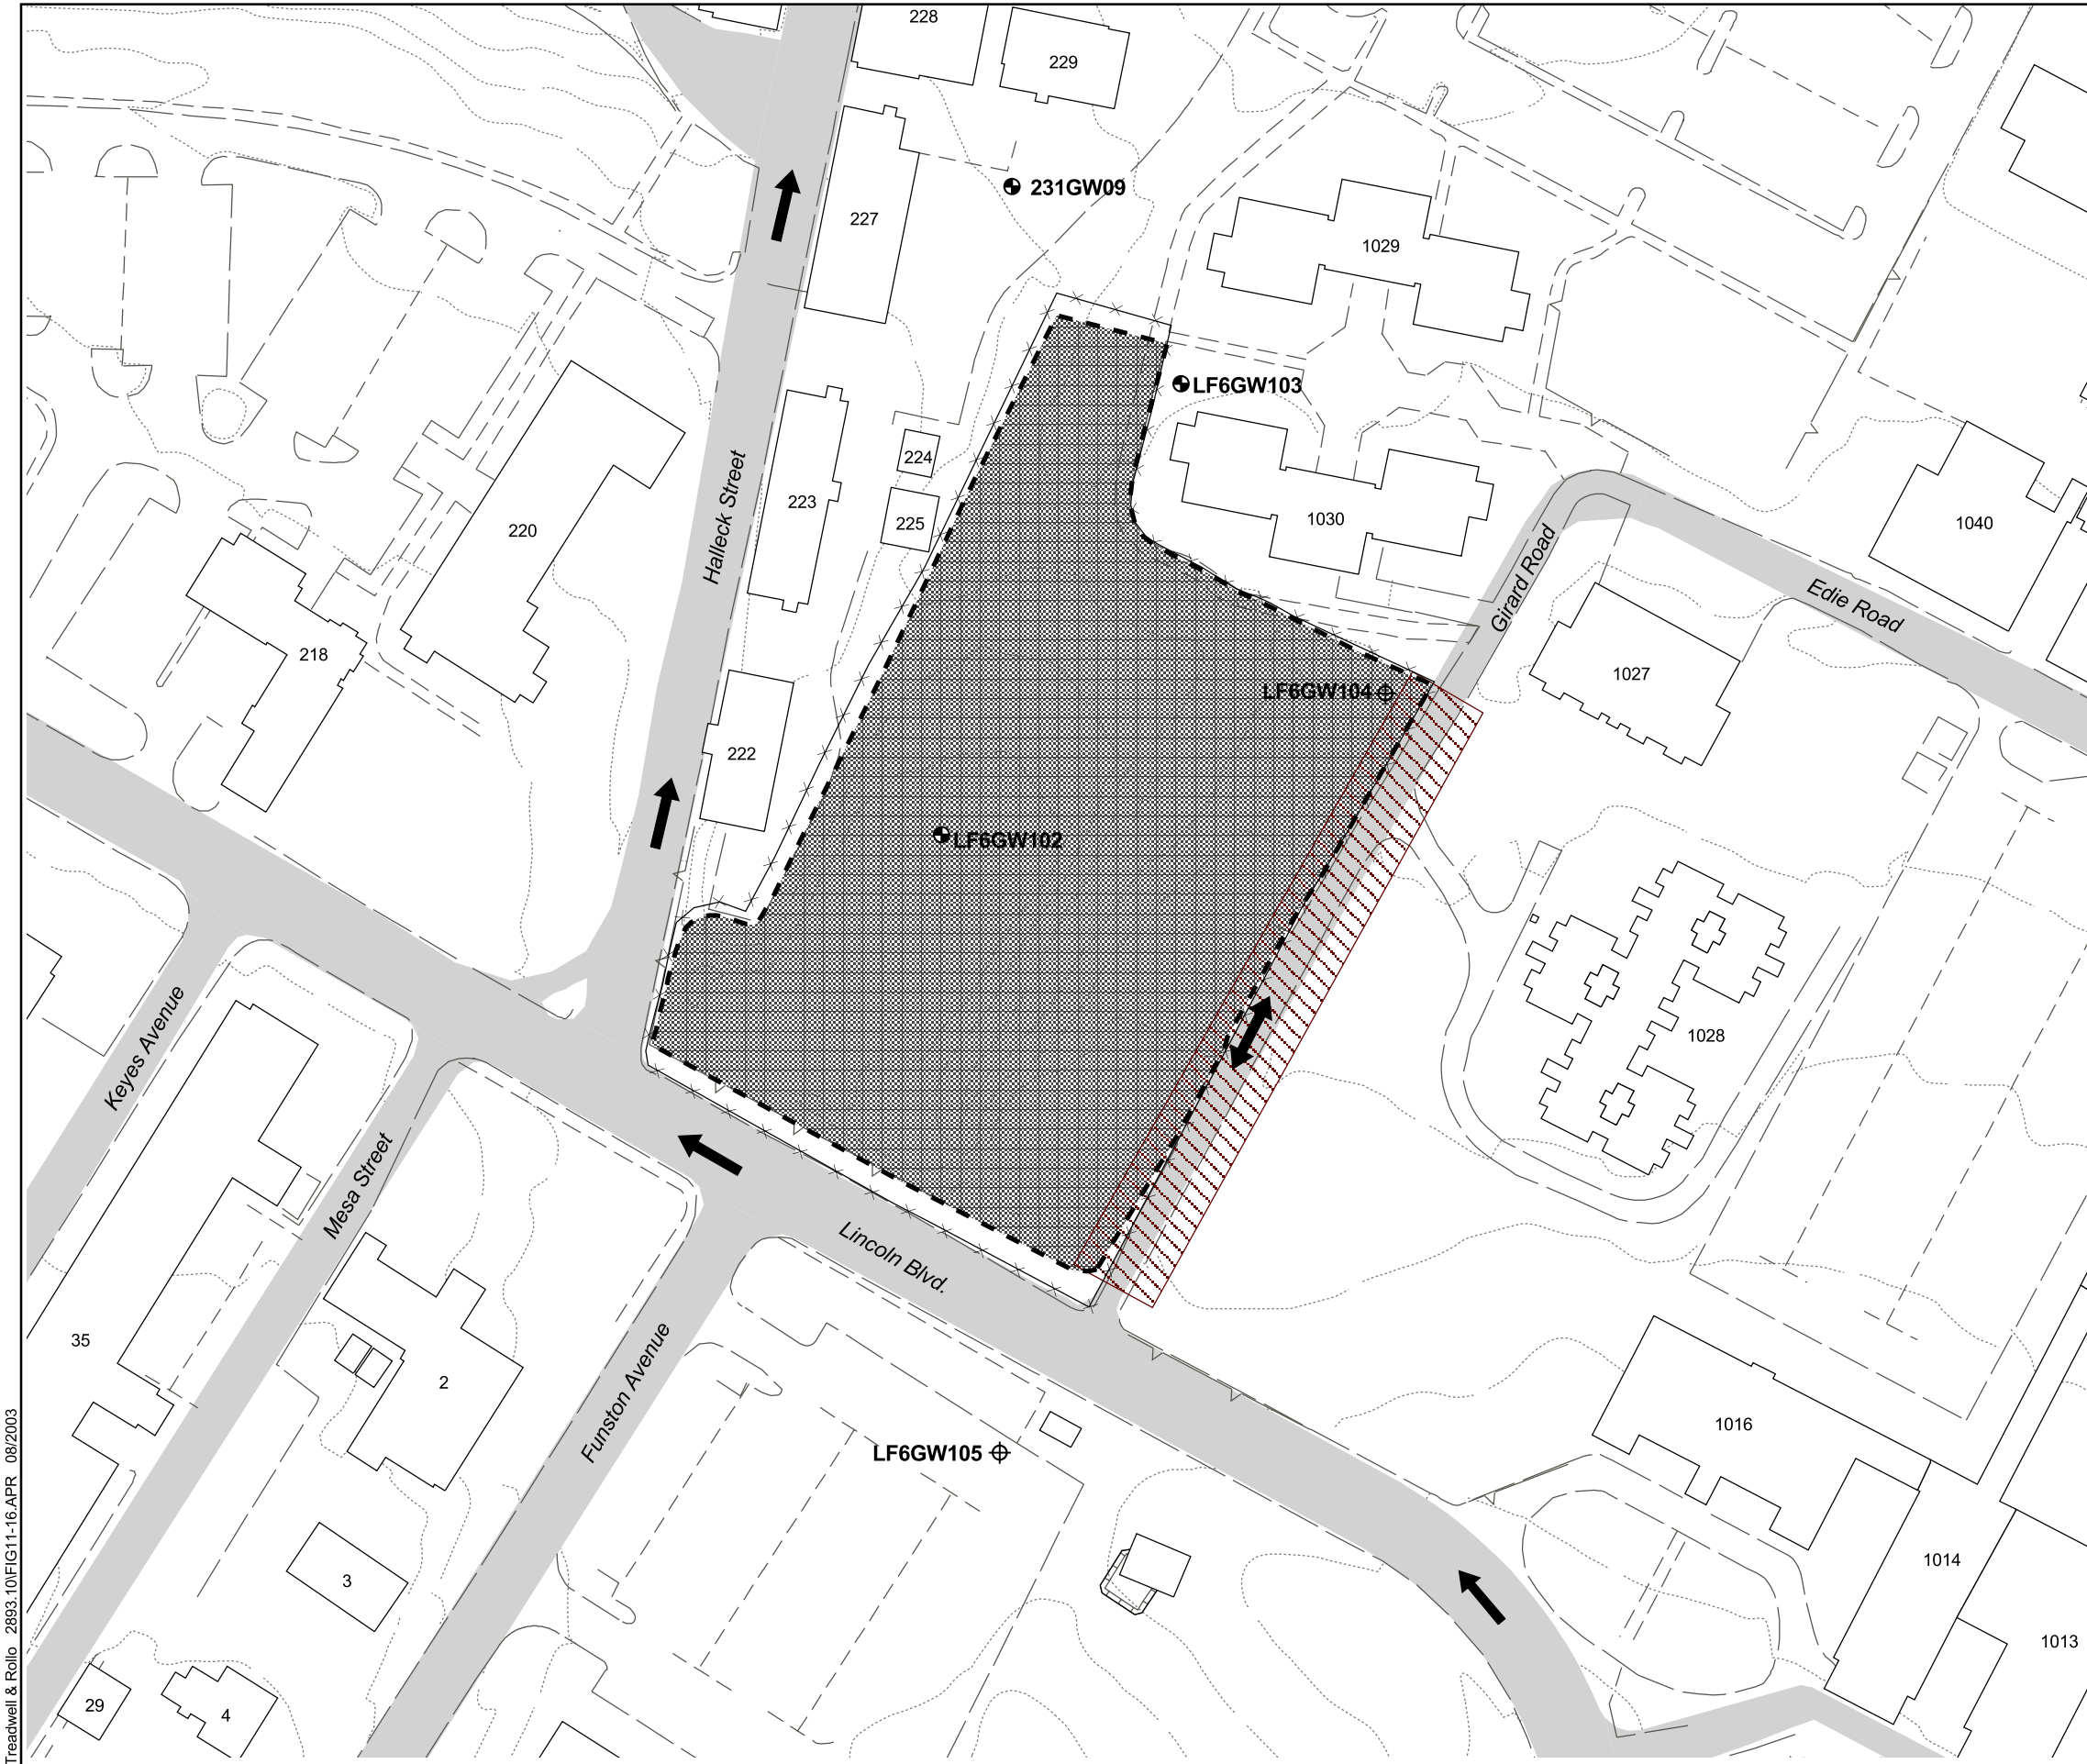 228
229
231GW09
227
1029
LF6GW103
224
223
225
220
1030
1040
Halleck Street
Girard Road
Edie Road
218
1027
LF6GW104
222
LF6GW102
1028
Keyes Avenue
Mesa Street
Lincoln Blvd.
35
2
Funston Avenue
1016
LF6GW105
3
1014
1013
29
4
Treadwell & Rollo 2893.10\FIG11-16.APR 08/2003